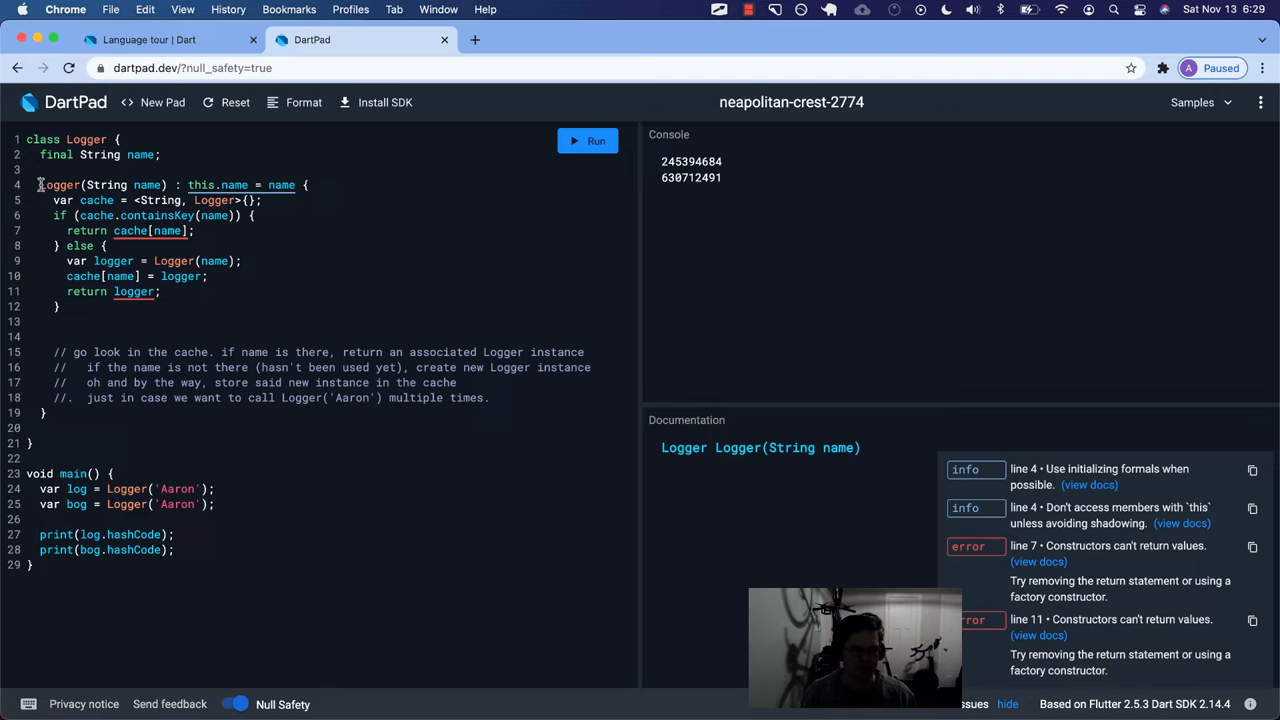 Chrome File Edit View History Bookmarks Profiles Tab Window Help Sat Nov 13 6:29
Language tour | Dart
DartPad
dartpad.dev/?null_safety=true
A Paused
DartPad
<> New Pad
Reset
Format
Install SDK
neapolitan-crest-2774
Samples
1 class Logger {
2 final String name;
3
4 Logger(String name) : this.name = name {
5 var cache = <String, Logger>{};
6 if (cache.containsKey(name)) {
7 return cache[name];
8 } else {
9 var logger = Logger(name);
10 cache[name] = logger;
11 return logger;
12 }
13
14
15 // go look in the cache. if name is there, return an associated Logger instance
16 // if the name is not there (hasn't been used yet), create new Logger instance
17 // oh and by the way, store said new instance in the cache
18 //. just in case we want to call Logger('Aaron') multiple times.
19 }
20
21 }
22
23 void main() {
24 var log = Logger('Aaron');
25 var bog = Logger('Aaron');
26
27 print(log.hashCode);
28 print(bog.hashCode);
29 }
Run
Console
245394684
630712491
Documentation
Logger Logger(String name)
info line 4 • Use initializing formals when
possible. (view docs)
info line 4 • Don't access members with `this`
unless avoiding shadowing. (view docs)
error line 7 • Constructors can't return values.
(view docs)
Try removing the return statement or using a
factory constructor.
line 11 • Constructors can't return values.
(view docs)
Try removing the return statement or using a
factory constructor.
Privacy notice
Send feedback
Null Safety
hide
Based on Flutter 2.5.3 Dart SDK 2.14.4